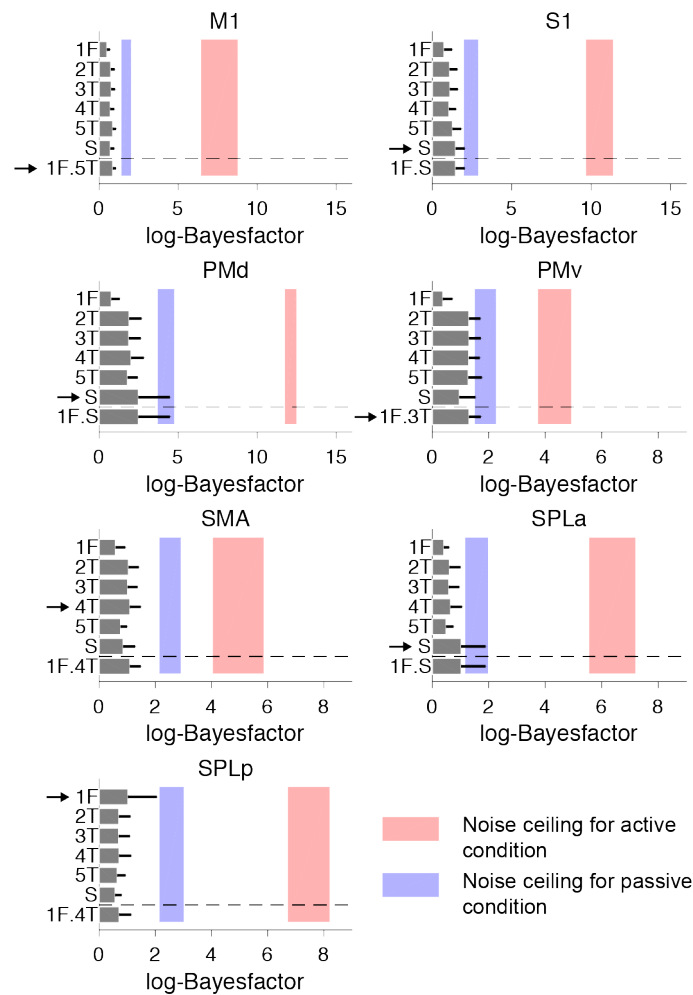 M1
1F
2T
3T
4T
5T
S
1F.5T
0 5 10 15
log-Bayesfactor
S1
1F
2T
3T
4T
5T
S
1F.S
0 5 10 15
log-Bayesfactor
PMd
1F
2T
3T
4T
5T
S
1F.S
0 5 10 15
log-Bayesfactor
PMv
1F
2T
3T
4T
5T
S
1F.3T
0 2 4 6 8
log-Bayesfactor
SMA
1F
2T
3T
4T
5T
S
1F.4T
0 2 4 6 8
log-Bayesfactor
SPLa
1F
2T
3T
4T
5T
S
1F.S
0 2 4 6 8
log-Bayesfactor
SPLp
1F
2T
3T
4T
5T
S
1F.4T
0 2 4 6 8
log-Bayesfactor
Noise ceiling for active
condition
Noise ceiling for passive
condition